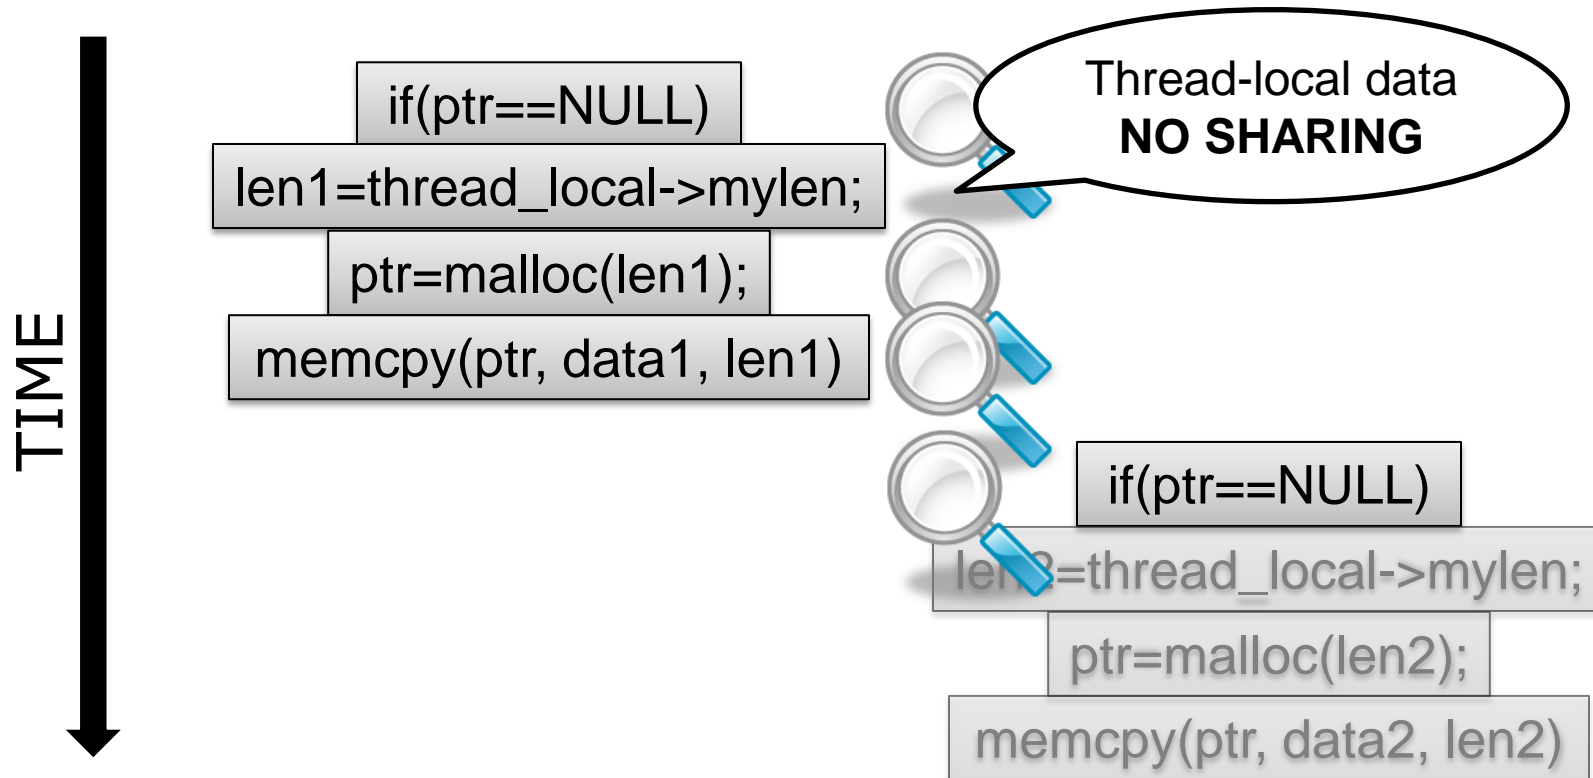 TIME
if(ptr==NULL)
len1=thread_local->mylen;
ptr=malloc(len1);
memcpy(ptr, data1, len1)
Thread-local data
NO SHARING
if(ptr==NULL)
len2=thread_local->mylen;
ptr=malloc(len2);
memcpy(ptr, data2, len2)